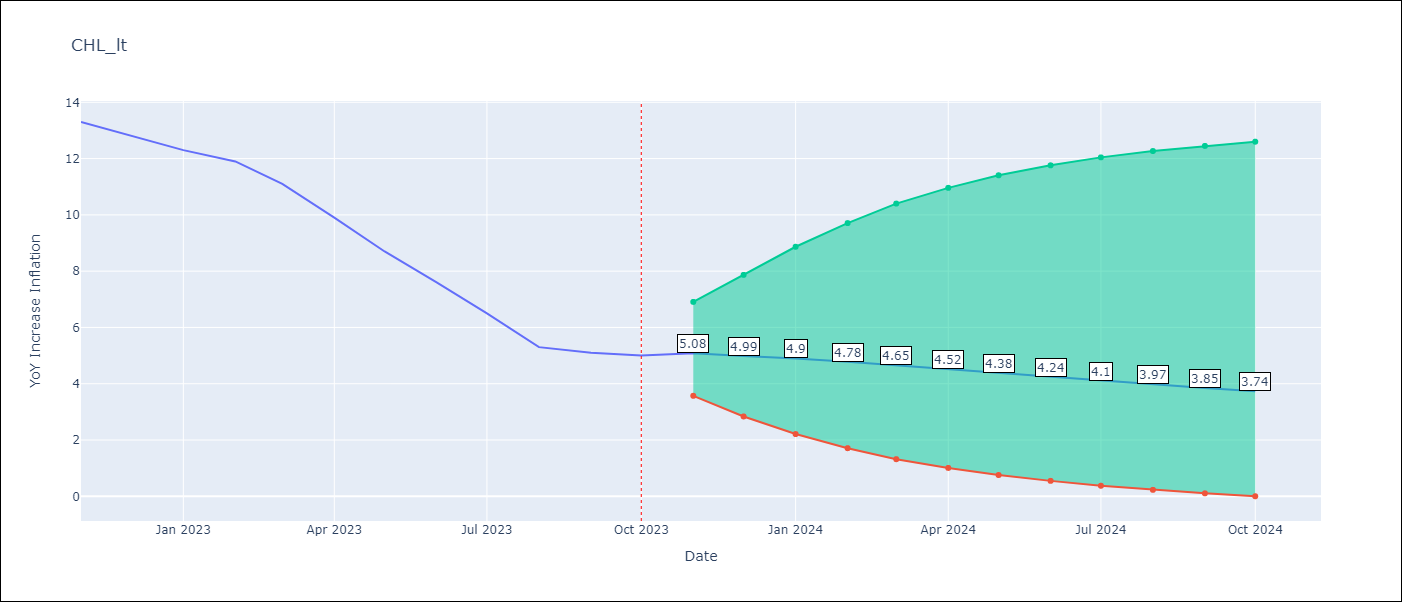 CHL_lt
YoY Increase Inflation
14
12
10
8
6
4
2
0
5.08
4.99
4.9
4.78
4.65
4.52
4.38
4.24
4.1
3.97
3.85
3.74
Jan 2023
Apr 2023
Jul 2023
Oct 2023
Jan 2024
Apr 2024
Jul 2024
Oct 2024
Date